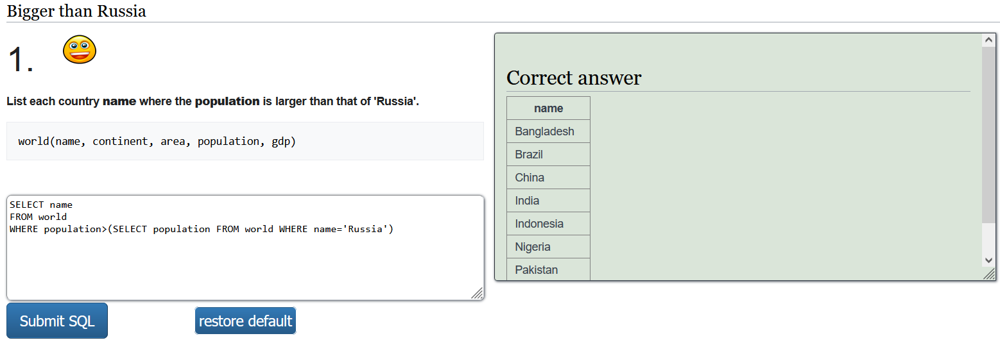 Bigger than Russia
1.
List each country name where the population is larger than that of 'Russia'.
world(name, continent, area, population, gdp)
SELECT name
FROM world
WHERE population>(SELECT population FROM world WHERE name='Russia')
Submit SQL
restore default
Correct answer
name
Bangladesh
Brazil
China
India
Indonesia
Nigeria
Pakistan